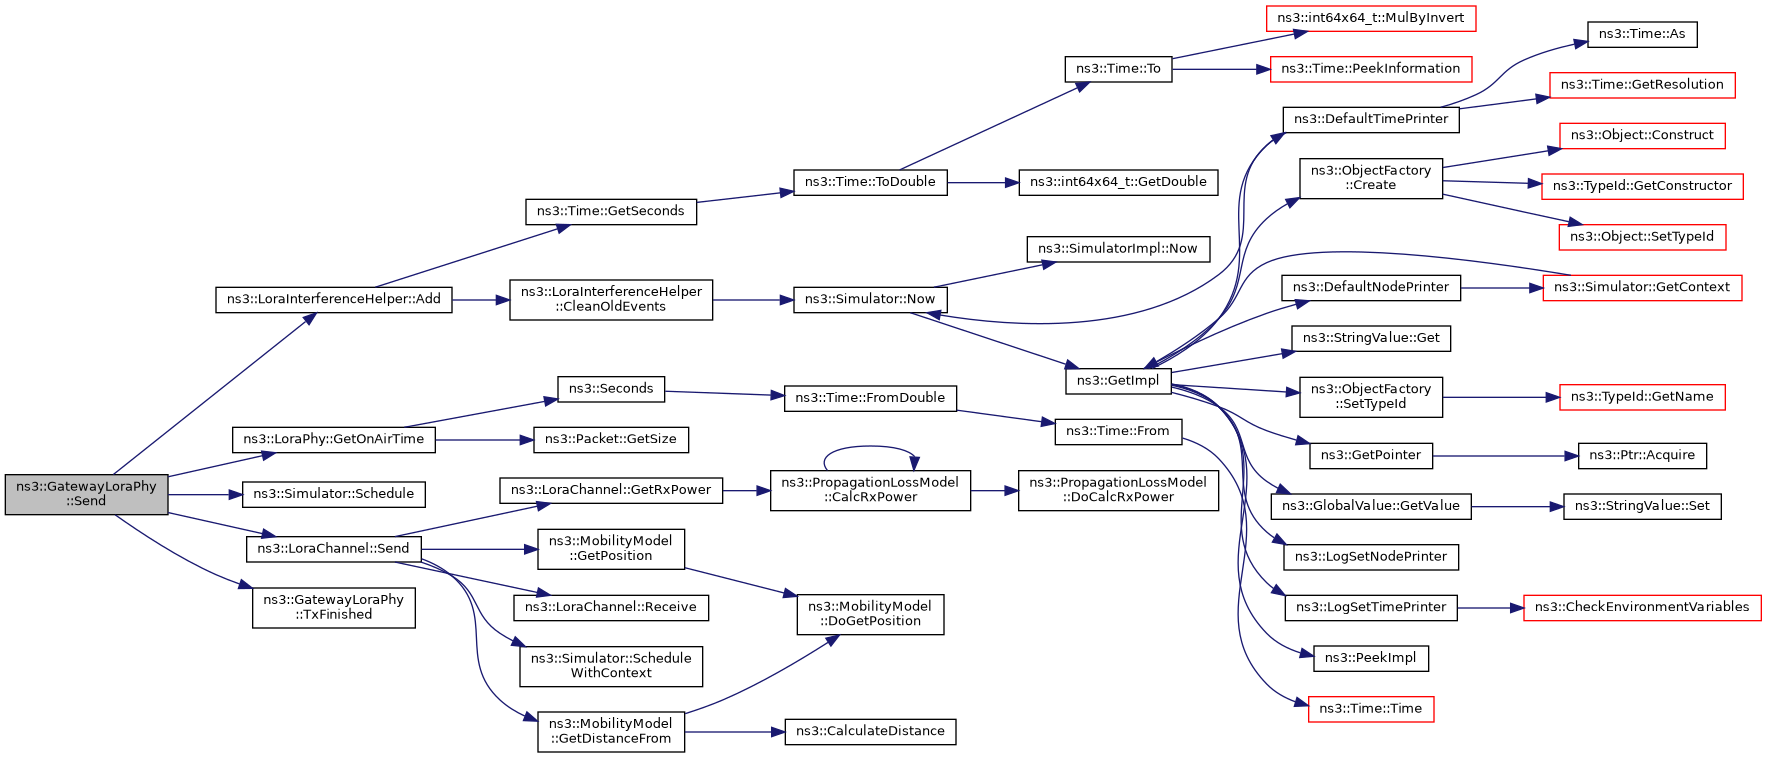 ns3::GatewayLoraPhy
::Send
ns3::LoraInterferenceHelper::Add
ns3::LoraPhy::GetOnAirTime
ns3::Simulator::Schedule
ns3::LoraChannel::Send
ns3::GatewayLoraPhy
::TxFinished
ns3::Time::GetSeconds
ns3::LoraInterferenceHelper
::CleanOldEvents
ns3::Seconds
ns3::Packet::GetSize
ns3::LoraChannel::GetRxPower
ns3::MobilityModel
::GetPosition
ns3::LoraChannel::Receive
ns3::Simulator::Schedule
WithContext
ns3::MobilityModel
::GetDistanceFrom
ns3::Time::ToDouble
ns3::Simulator::Now
ns3::Time::FromDouble
ns3::PropagationLossModel
::CalcRxPower
ns3::MobilityModel
::DoGetPosition
ns3::CalculateDistance
ns3::Time::To
ns3::int64x64_t::GetDouble
ns3::SimulatorImpl::Now
ns3::GetImpl
ns3::Time::From
ns3::PropagationLossModel
::DoCalcRxPower
ns3::int64x64_t::MulByInvert
ns3::Time::PeekInformation
ns3::DefaultTimePrinter
ns3::ObjectFactory
::Create
ns3::DefaultNodePrinter
ns3::StringValue::Get
ns3::ObjectFactory
::SetTypeId
ns3::GetPointer
ns3::GlobalValue::GetValue
ns3::LogSetNodePrinter
ns3::LogSetTimePrinter
ns3::PeekImpl
ns3::Time::Time
ns3::Time::As
ns3::Time::GetResolution
ns3::Object::Construct
ns3::TypeId::GetConstructor
ns3::Object::SetTypeId
ns3::Simulator::GetContext
ns3::TypeId::GetName
ns3::Ptr::Acquire
ns3::StringValue::Set
ns3::CheckEnvironmentVariables